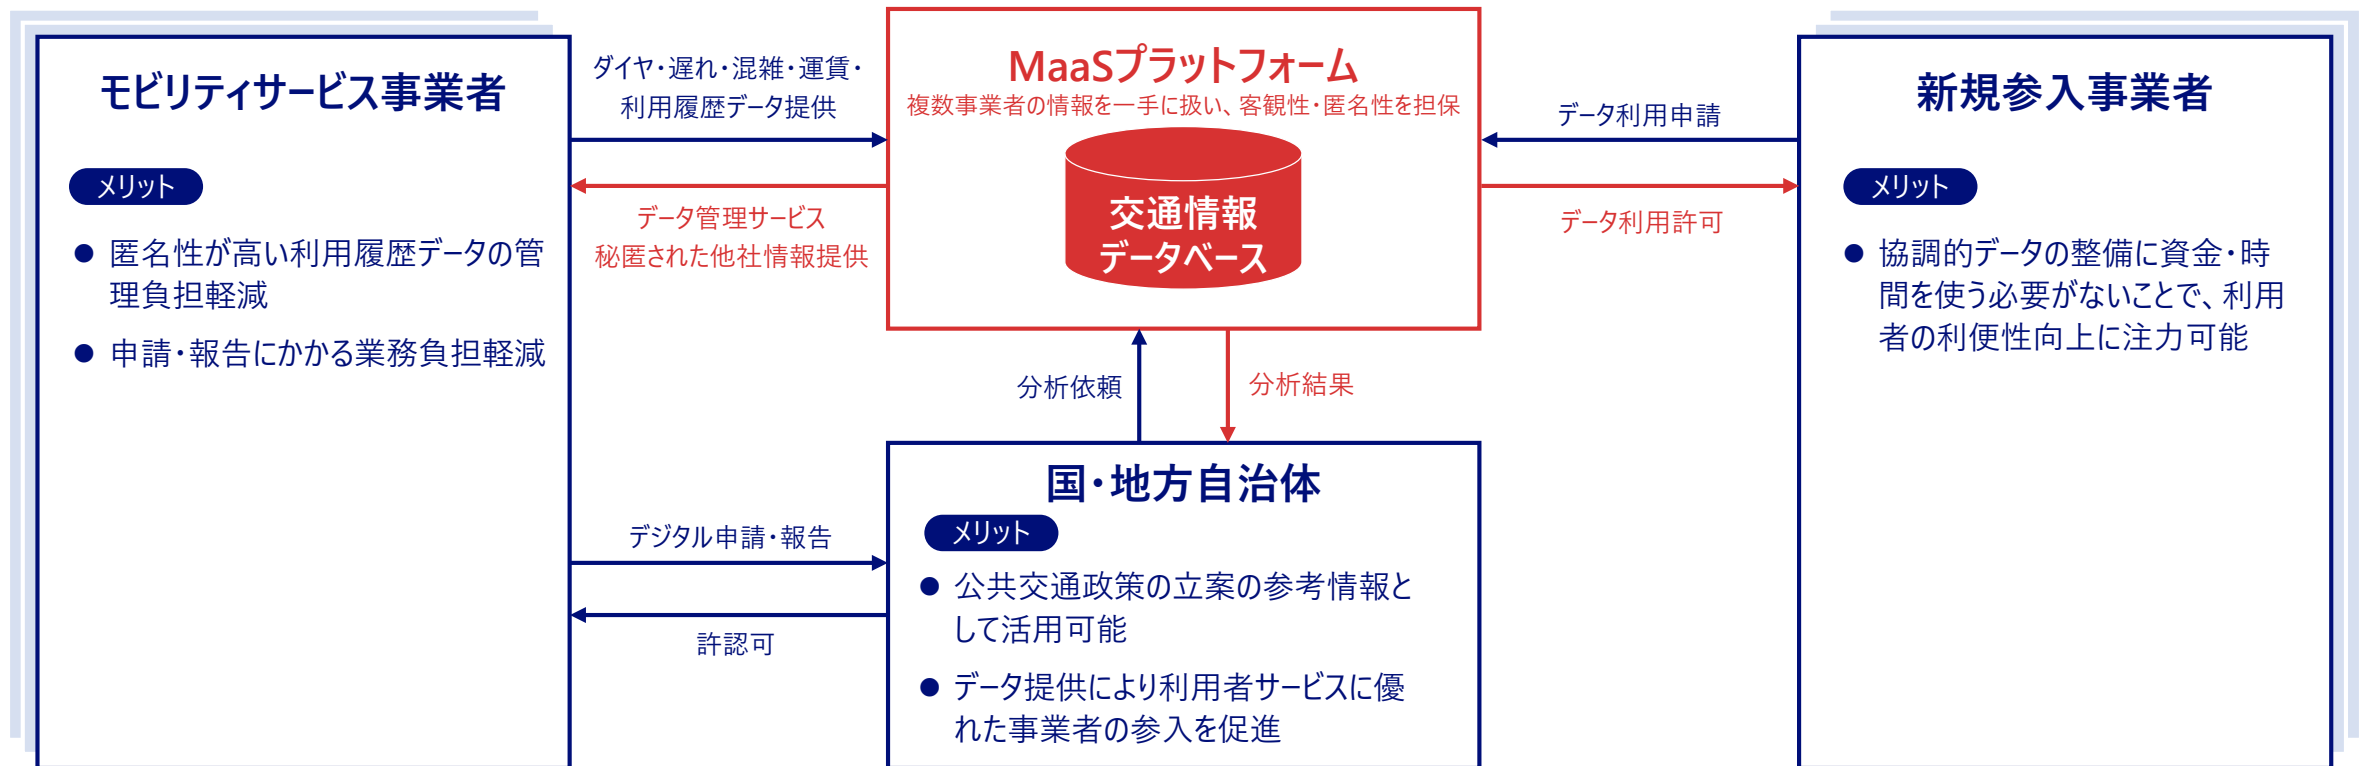 モビリティサービス事業者
メリット
● 匿名性が高い利用履歴データの管
理負担軽減
● 申請・報告にかかる業務負担軽減
ダイヤ・遅れ・混雑・運賃・
利用履歴データ提供
データ管理サービス
秘匿された他社情報提供
MaaSプラットフォーム
複数事業者の情報を一手に扱い、客観性・匿名性を担保
交通情報
データベース
データ利用申請
データ利用許可
新規参入事業者
メリット
● 協調的データの整備に資金・時
間を使う必要がないことで、利用
者の利便性向上に注力可能
分析依頼
分析結果
デジタル申請・報告
許認可
国・地方自治体
メリット
● 公共交通政策の立案の参考情報と
して活用可能
● データ提供により利用者サービスに優
れた事業者の参入を促進